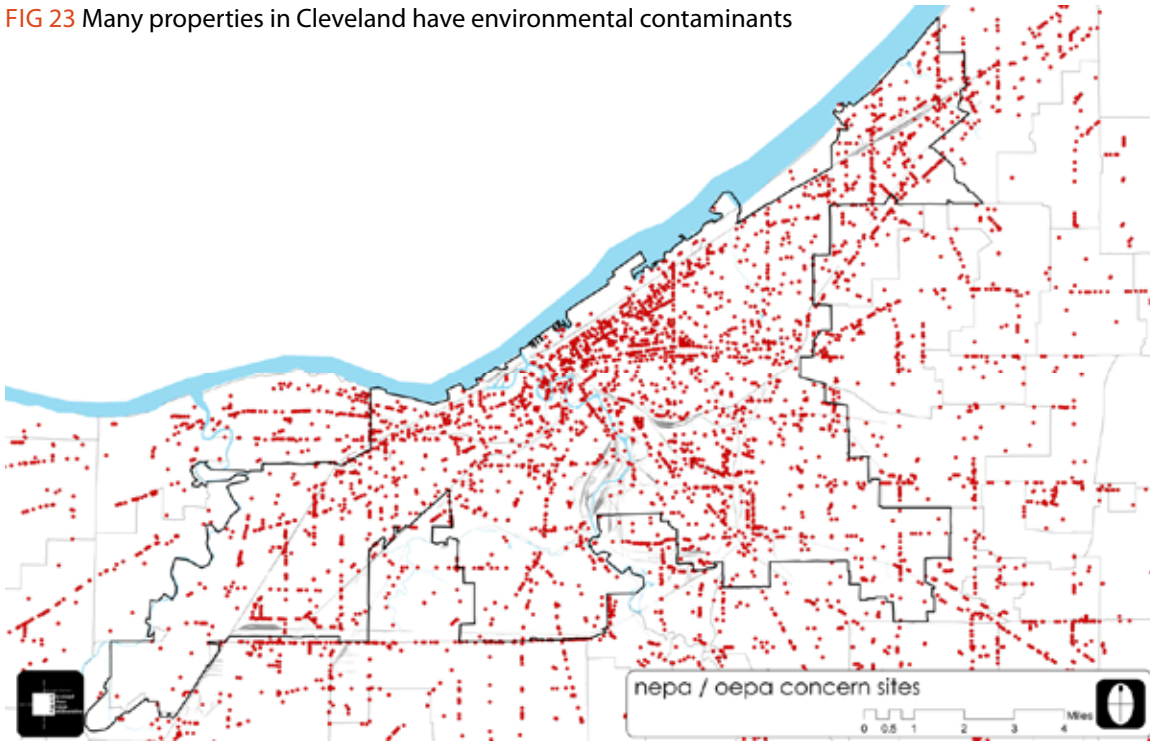 FIG 23 Many properties in Cleveland have environmental contaminants
nepa / oepa concern sites
Miles
0 0.5 1 2 3 4